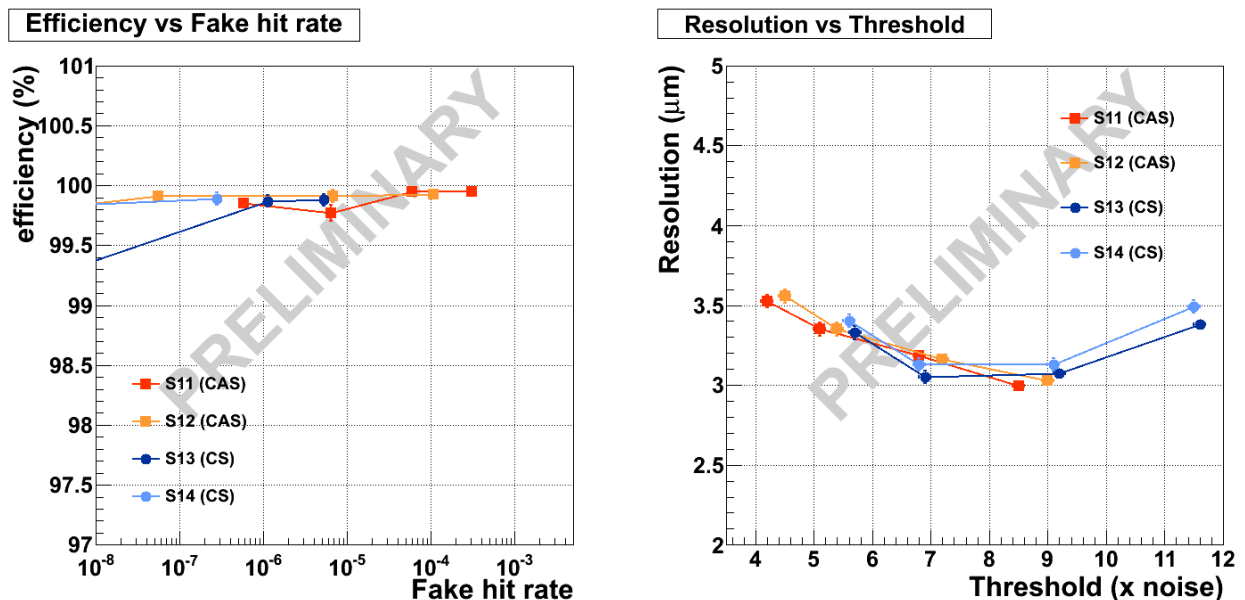 Efficiency vs Fake hit rate
efficiency (%)
101
100.5
100
99.5
99
98.5
98
97.5
97
PRELIMINARY
S11 (CAS)
S12 (CAS)
S13 (CS)
S14 (CS)
10-8 10-7 10-6 10-5 10-4 10-3
Fake hit rate
Resolution vs Threshold
Resolution (μm)
5
4.5
4
3.5
3
2.5
2
PRELIMINARY
S11 (CAS)
S12 (CAS)
S13 (CS)
S14 (CS)
4 5 6 7 8 9 10 11 12
Threshold (x noise)